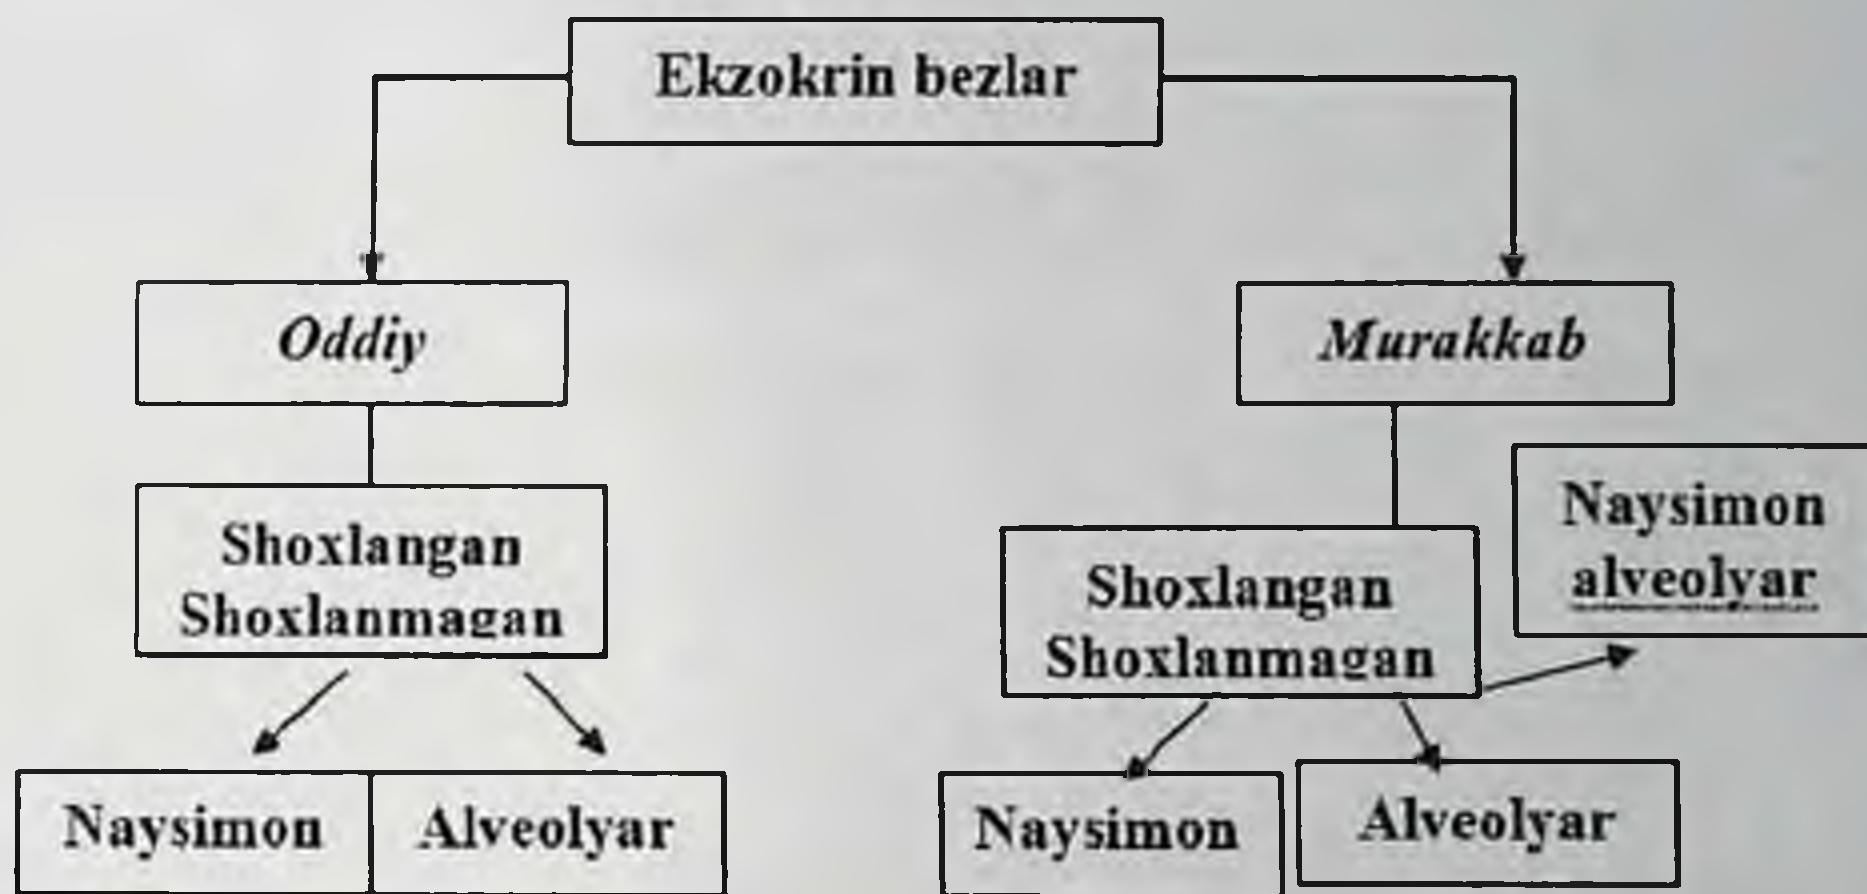 Ekzokrin bezlar
Oddiy
Murakkab
Shoxlangan
Shoxlanmagan
Naysimon
alveolyar
Shoxlangan
Shoxlanmagan
Naysimon
Alveolyar
Naysimon
Alveolyar